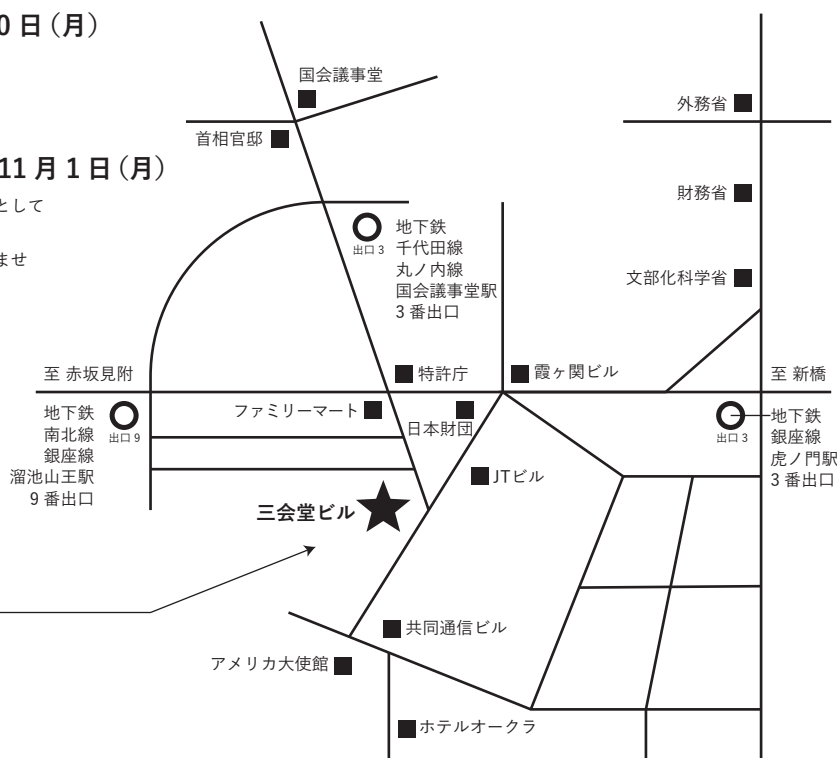 0 日（月）
国会議事堂
首相官邸
外務省
11 月 1 日（月）
として
ませ
財務省
出口 3
地下鉄
千代田線
丸ノ内線
国会議事堂駅
3 番出口
文部化科学省
至 赤坂見附
特許庁
霞ヶ関ビル
至 新橋
地下鉄
南北線
銀座線
溜池山王駅
9 番出口
出口 9
ファミリーマート
日本財団
出口 3
地下鉄
銀座線
虎ノ門駅
3 番出口
JTビル
三会堂ビル
共同通信ビル
アメリカ大使館
ホテルオークラ